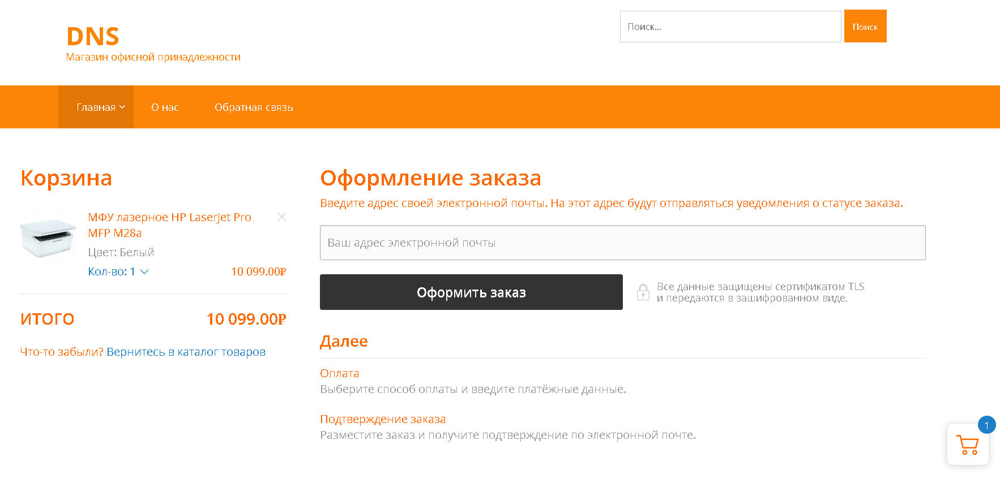 DNS
Магазин офисной принадлежности
Поиск...
Поиск
Главная
О нас
Обратная связь
Корзина
МФУ лазерное HP LaserJet Pro
MFP M28a
Цвет: Белый
Кол-во: 1
10 099.00₽
ИТОГО
10 099.00₽
Что-то забыли? Вернитесь в каталог товаров
Оформление заказа
Введите адрес своей электронной почты. На этот адрес будут отправляться уведомления о статусе заказа.
Ваш адрес электронной почты
Оформить заказ
Все данные защищены сертификатом TLS
и передаются в зашифрованном виде.
Далее
Оплата
Выберите способ оплаты и введите платёжные данные.
Подтверждение заказа
Разместите заказ и получите подтверждение по электронной почте.
1